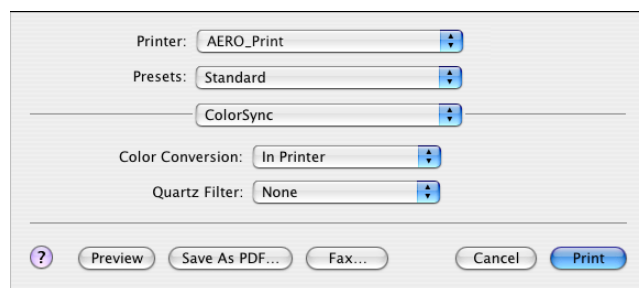 Printer: AERO_Print
Presets: Standard
ColorSync
Color Conversion: In Printer
Quartz Filter: None
? Preview Save As PDF... Fax... Cancel Print